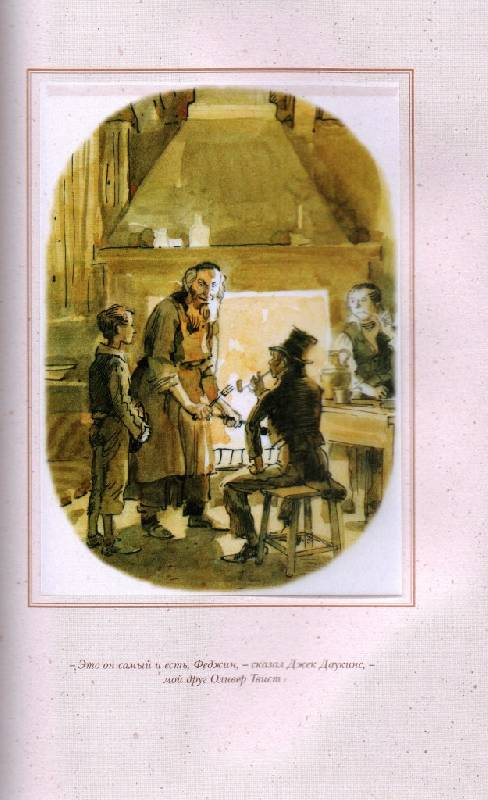 – Это он самый и есть, Феджин, – сказал Джек Даукинс, –
мой друг Оливер Твист